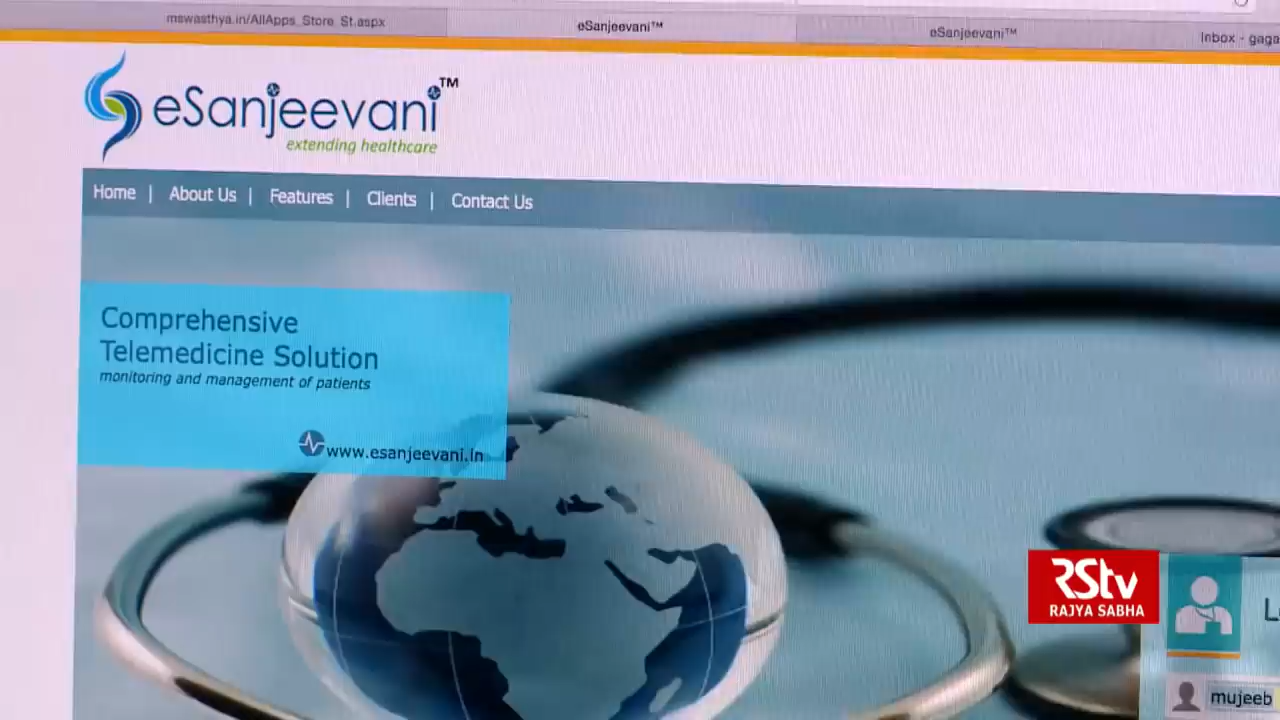 mswasthya.in/AllApps_Store_St.aspx
eSanjeevani™
eSanjeevani™
Inbox - gaga
eSanjeevani™
extending healthcare
Home | About Us | Features | Clients | Contact Us
Comprehensive
Telemedicine Solution
monitoring and management of patients
www.esanjeevani.in
RStv
RAJYA SABHA
L
mujeeb